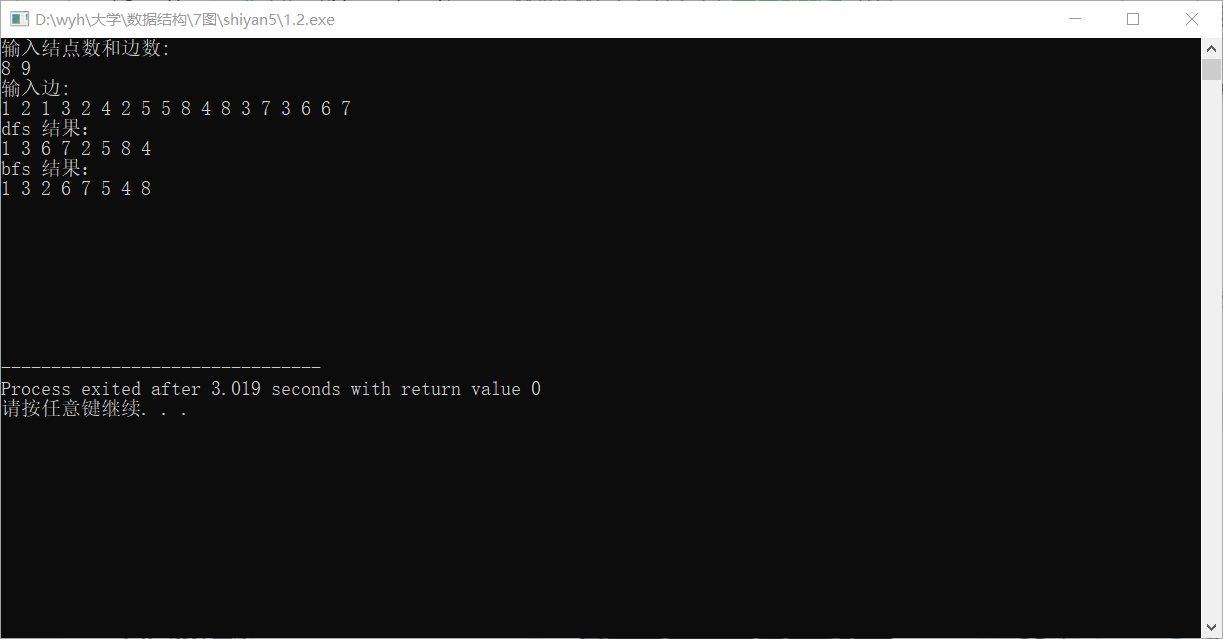 D:\wyh\大学\数据结构\7图\shiyan5\1.2.exe
输入结点数和边数:
8 9
输入边:
1 2 1 3 2 4 2 5 5 8 4 8 3 7 3 6 6 7
dfs 结果:
1 3 6 7 2 5 8 4
bfs 结果:
1 3 2 6 7 5 4 8
--------------------------------
Process exited after 3.019 seconds with return value 0
请按任意键继续. . .